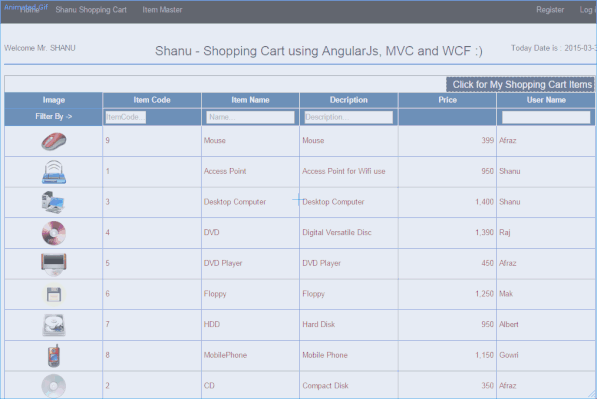 Animated Gif
Home Shanu Shopping Cart Item Master Register Log
Welcome Mr. SHANU Shanu - Shopping Cart using AngularJs, MVC and WCF :) Today Date is : 2015-03-
Click for My Shopping Cart Items
Image Item Code Item Name Decription Price User Name
Filter By -> ItemCode... Name... Description...
9 Mouse Mouse 399 Afraz
1 Access Point Access Point for Wifi use 950 Shanu
3 Desktop Computer Desktop Computer 1,400 Shanu
4 DVD Digital Versatile Disc 1,390 Raj
5 DVD Player DVD Player 450 Afraz
6 Floppy Floppy 1,250 Mak
7 HDD Hard Disk 950 Albert
8 MobilePhone Mobile Phone 1,150 Gowri
2 CD Compact Disk 350 Afraz